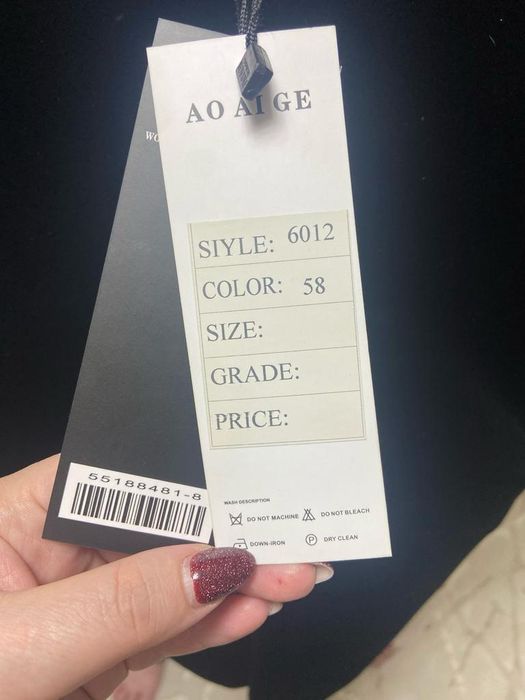 AO AI GE
WO
SIYLE: 6012
COLOR: 58
SIZE:
GRADE:
PRICE:
55188481-8
WASH DESCRIPTION
DO NOT MACHINE DO NOT BLEACH
DOWN-IRON P DRY CLEAN